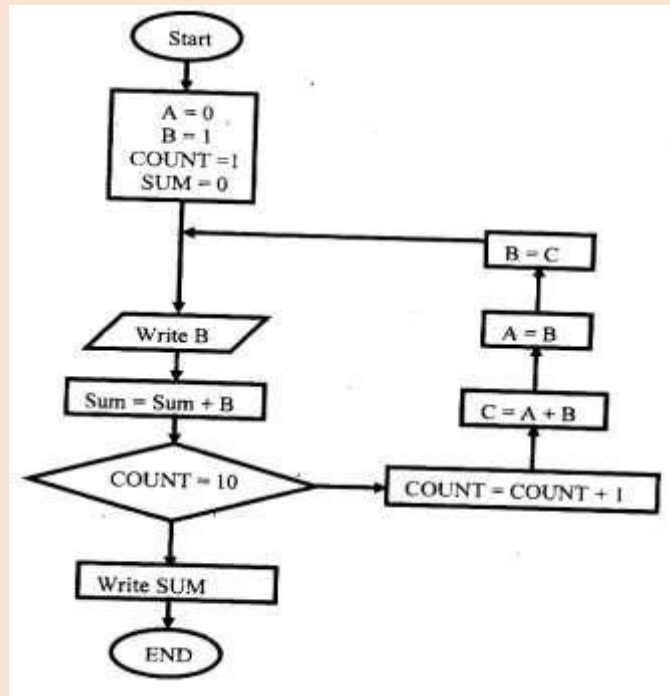 Start
A = 0
B = 1
COUNT =1
SUM = 0
B = C
Write B
A = B
Sum = Sum + B
C = A + B
COUNT = 10
COUNT = COUNT + 1
Write SUM
END